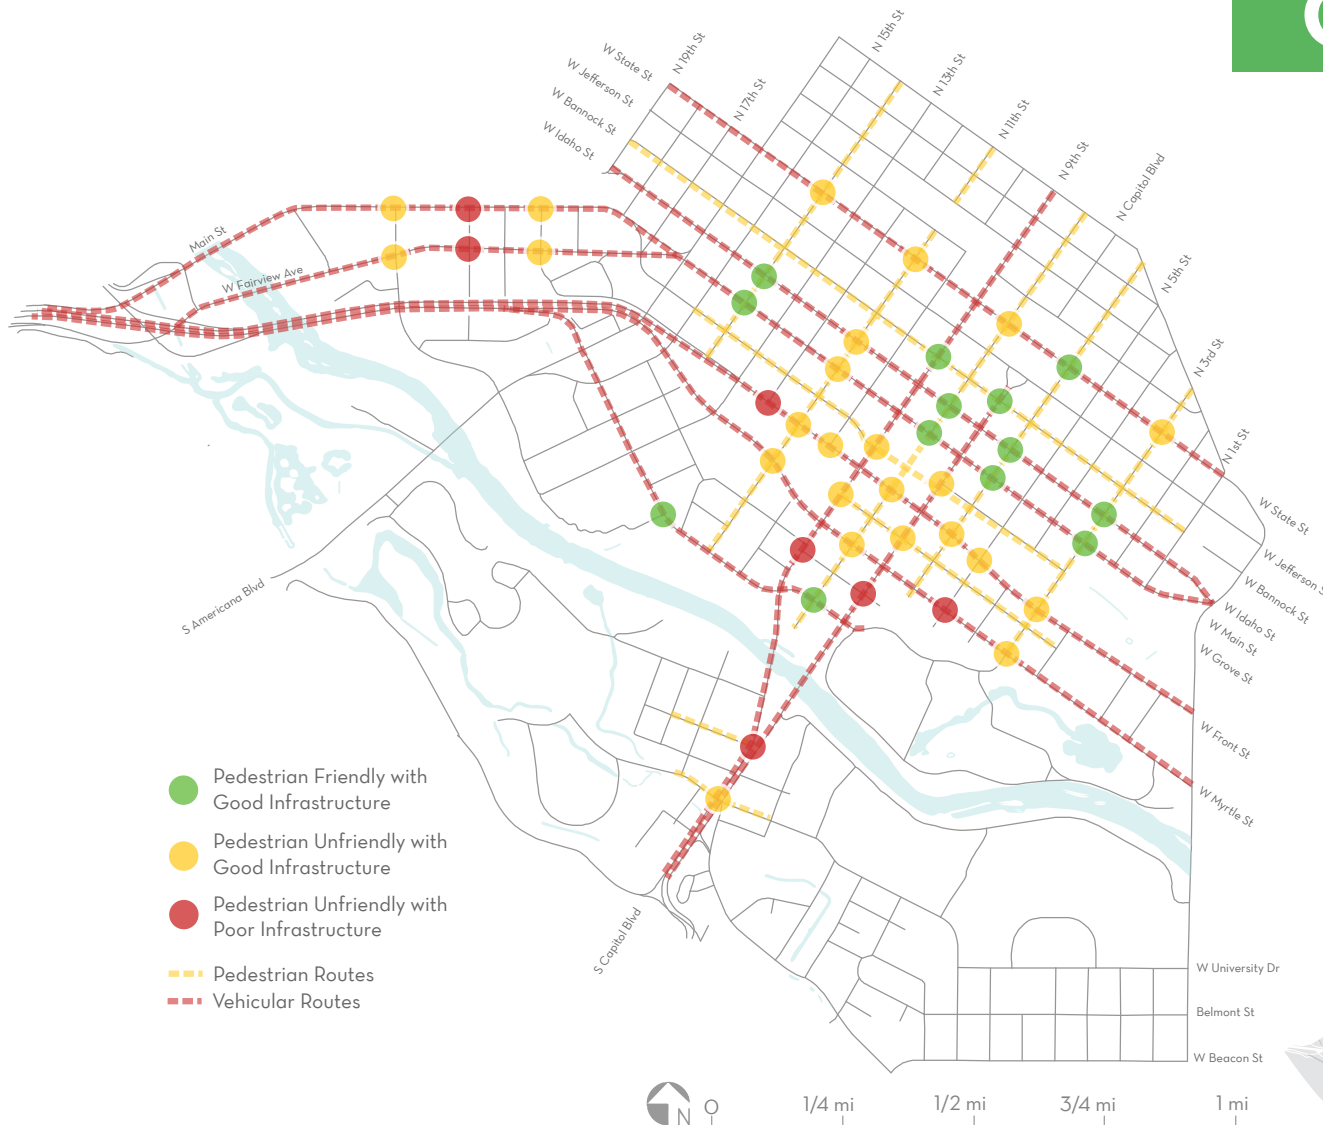 N 15th St
N 19th St
W State St
N 13th St
W Jefferson St
N 17th St
N 11th St
W Bannock St
W Idaho St
N 9th St
N Capitol Blvd
Main St
W Fairview Ave
N 5th St
N 3rd St
N 1st St
W State St
W Jefferson S
W Bannock St
W Idaho St
W Main St
W Grove St
S Americana Blvd
W Front St
W Myrtle St
Pedestrian Friendly with
Good Infrastructure
Pedestrian Unfriendly with
Good Infrastructure
Pedestrian Unfriendly with
Poor Infrastructure
Pedestrian Routes
Vehicular Routes
S Capitol Blvd
W University Dr
Belmont St
W Beacon St
N 0 1/4 mi 1/2 mi 3/4 mi 1 mi